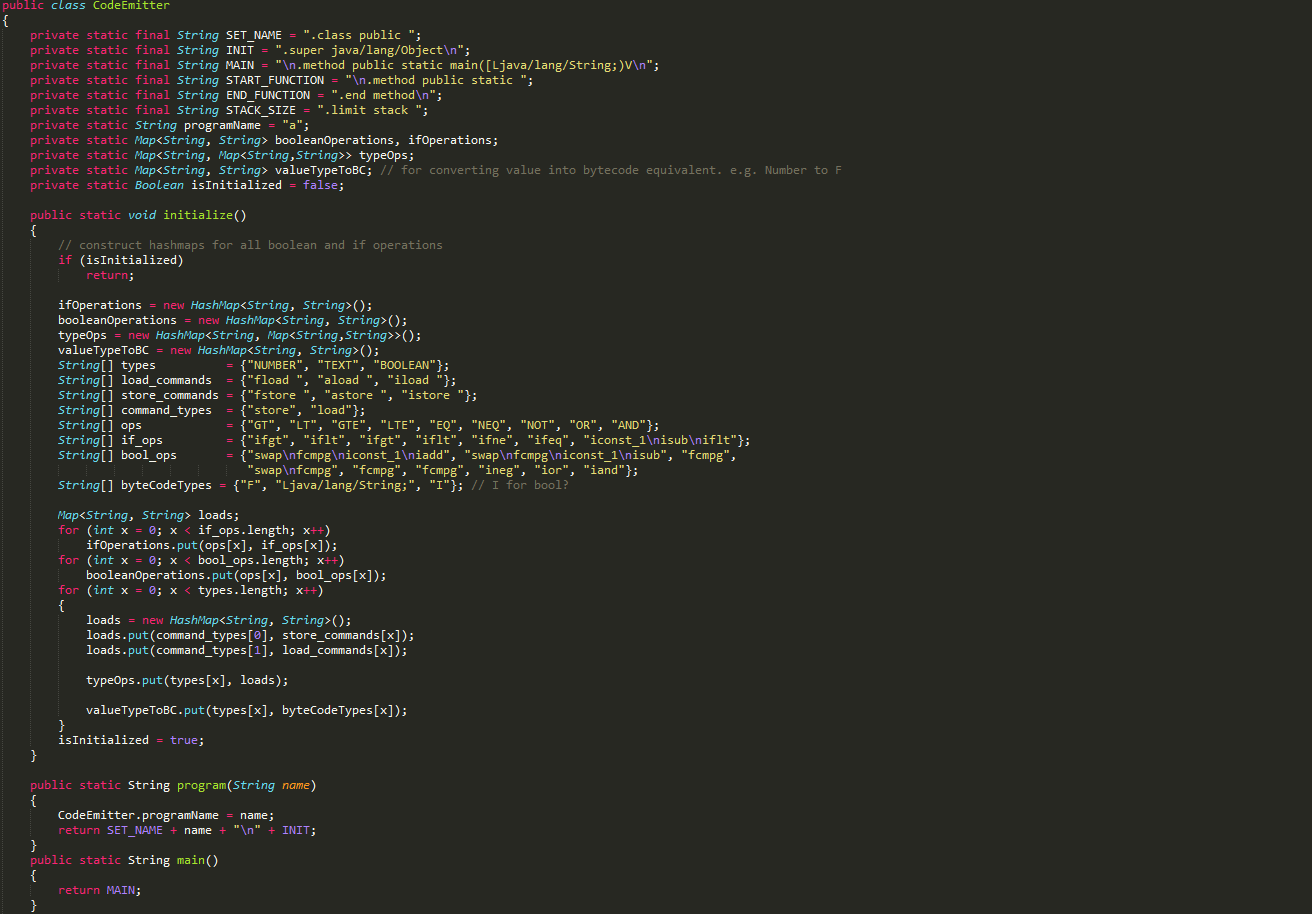 public class CodeEmitter
{
    private static final String SET_NAME = ".class public ";
    private static final String INIT = ".super java/lang/Object\n";
    private static final String MAIN = "\n.method public static main([Ljava/lang/String;)V\n";
    private static final String START_FUNCTION = "\n.method public static ";
    private static final String END_FUNCTION = ".end method\n";
    private static final String STACK_SIZE = ".limit stack ";
    private static String programName = "a";
    private static Map<String, String> booleanOperations, ifOperations;
    private static Map<String, Map<String,String>> typeOps;
    private static Map<String, String> valueTypeToBC; // for converting value into bytecode equivalent. e.g. Number to F
    private static Boolean isInitialized = false;

    public static void initialize()
    {
        // construct hashmaps for all boolean and if operations
        if (isInitialized)
            return;

        ifOperations = new HashMap<String, String>();
        booleanOperations = new HashMap<String, String>();
        typeOps = new HashMap<String, Map<String,String>>();
        valueTypeToBC = new HashMap<String, String>();
        String[] types          = {"NUMBER", "TEXT", "BOOLEAN"};
        String[] load_commands  = {"fload ", "aload ", "iload "};
        String[] store_commands = {"fstore ", "astore ", "istore "};
        String[] command_types  = {"store", "load"};
        String[] ops            = {"GT", "LT", "GTE", "LTE", "EQ", "NEQ", "NOT", "OR", "AND"};
        String[] if_ops         = {"ifgt", "iflt", "ifgt", "iflt", "ifne", "ifeq", "iconst_1\nisub\niflt"};
        String[] bool_ops       = {"swap\nfcmpg\niconst_1\niadd", "swap\nfcmpg\niconst_1\nisub", "fcmpg",
                                   "swap\nfcmpg", "fcmpg", "fcmpg", "ineg", "ior", "iand"};
        String[] byteCodeTypes = {"F", "Ljava/lang/String;", "I"}; // I for bool?

        Map<String, String> loads;
        for (int x = 0; x < if_ops.length; x++)
            ifOperations.put(ops[x], if_ops[x]);
        for (int x = 0; x < bool_ops.length; x++)
            booleanOperations.put(ops[x], bool_ops[x]);
        for (int x = 0; x < types.length; x++)
        {
            loads = new HashMap<String, String>();
            loads.put(command_types[0], store_commands[x]);
            loads.put(command_types[1], load_commands[x]);

            typeOps.put(types[x], loads);

            valueTypeToBC.put(types[x], byteCodeTypes[x]);
        }
        isInitialized = true;
    }

    public static String program(String name)
    {
        CodeEmitter.programName = name;
        return SET_NAME + name + "\n" + INIT;
    }
    public static String main()
    {
        return MAIN;
    }